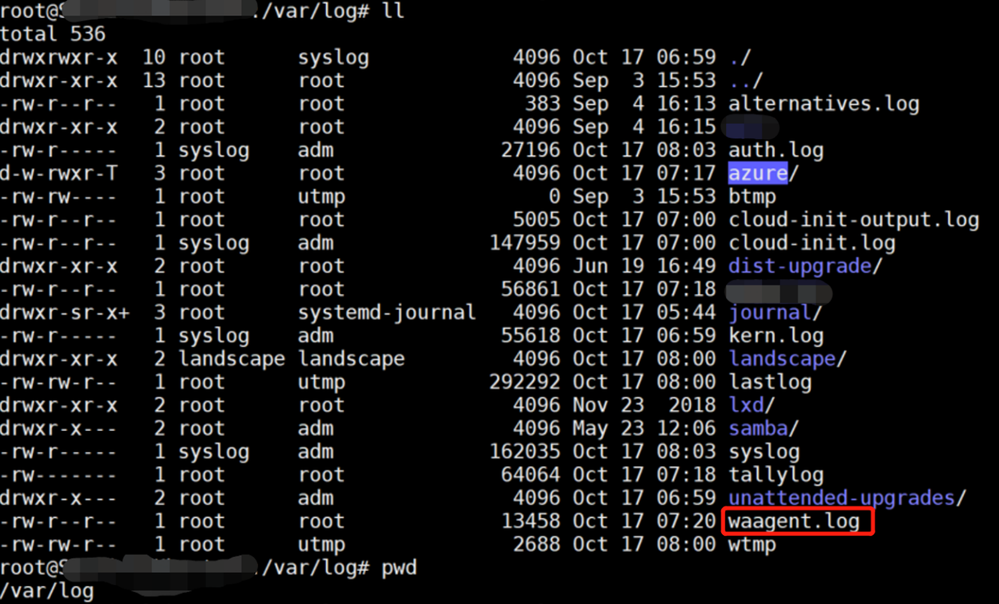 root@S /var/log# ll
total 536
drwxrwxr-x 10 root syslog 4096 Oct 17 06:59 ./
drwxr-xr-x 13 root root 4096 Sep 3 15:53 ../
-rw-r--r-- 1 root root 383 Sep 4 16:13 alternatives.log
drwxr-xr-x 2 root root 4096 Sep 4 16:15
-rw-r----- 1 syslog adm 27196 Oct 17 08:03 auth.log
d-w-rwxr-T 3 root root 4096 Oct 17 07:17 azure/
-rw-rw---- 1 root utmp 0 Sep 3 15:53 btmp
-rw-r--r-- 1 root root 5005 Oct 17 07:00 cloud-init-output.log
-rw-r--r-- 1 syslog adm 147959 Oct 17 07:00 cloud-init.log
drwxr-xr-x 2 root root 4096 Jun 19 16:49 dist-upgrade/
-rw-r--r-- 1 root root 56861 Oct 17 07:18
drwxr-sr-x+ 3 root systemd-journal 4096 Oct 17 05:44 journal/
-rw-r----- 1 syslog adm 55618 Oct 17 06:59 kern.log
drwxr-xr-x 2 landscape landscape 4096 Oct 17 08:00 landscape/
-rw-rw-r-- 1 root utmp 292292 Oct 17 08:00 lastlog
drwxr-xr-x 2 root root 4096 Nov 23 2018 lxd/
drwxr-x--- 2 root adm 4096 May 23 12:06 samba/
-rw-r----- 1 syslog adm 162035 Oct 17 08:03 syslog
-rw------- 1 root root 64064 Oct 17 07:18 tallylog
drwxr-x--- 2 root adm 4096 Oct 17 06:59 unattended-upgrades/
-rw-r--r-- 1 root root 13458 Oct 17 07:20 waagent.log
-rw-rw-r-- 1 root utmp 2688 Oct 17 08:00 wtmp
root@S /var/log# pwd
/var/log